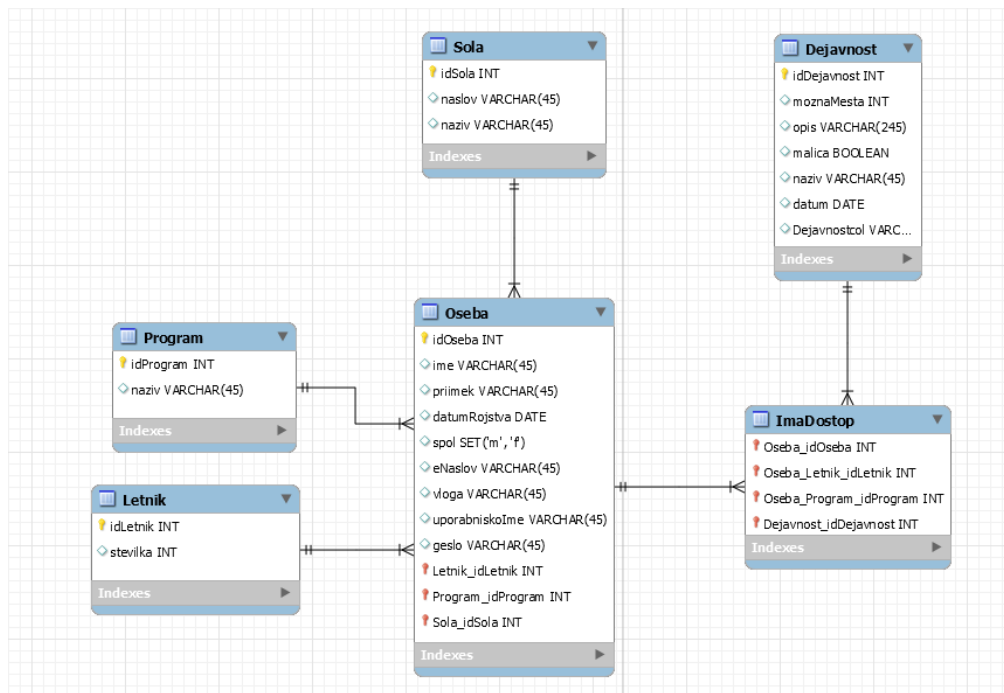 Sola
idSola INT
naslov VARCHAR(45)
naziv VARCHAR(45)
Indexes
Dejavnost
idDejavnost INT
moznaMesta INT
opis VARCHAR(245)
malica BOOLEAN
naziv VARCHAR(45)
datum DATE
Dejavnostcol VARC...
Indexes
Program
idProgram INT
naziv VARCHAR(45)
Indexes
Oseba
idOseba INT
ime VARCHAR(45)
priimek VARCHAR(45)
datumRojstva DATE
spol SET('m','f')
eNaslov VARCHAR(45)
vloga VARCHAR(45)
uporabniskoIme VARCHAR(45)
geslo VARCHAR(45)
Letnik_idLetnik INT
Program_idProgram INT
Sola_idSola INT
Indexes
Letnik
idLetnik INT
stevilka INT
Indexes
ImaDostop
Oseba_idOseba INT
Oseba_Letnik_idLetnik INT
Oseba_Program_idProgram INT
Dejavnost_idDejavnost INT
Indexes